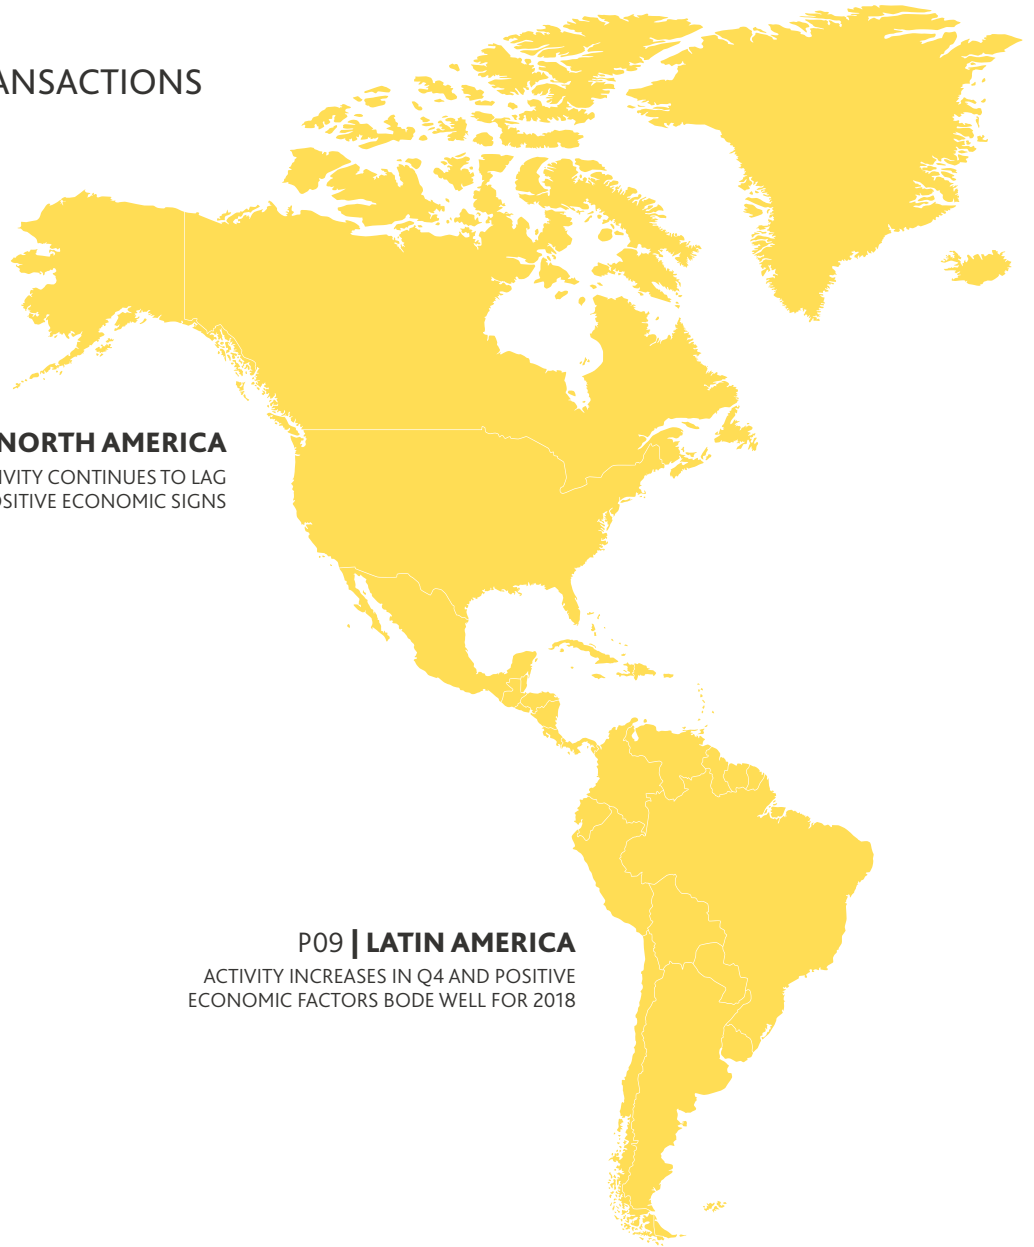 ANSACTIONS
NORTH AMERICA
IVITY CONTINUES TO LAG
OSITIVE ECONOMIC SIGNS
P09 | LATIN AMERICA
ACTIVITY INCREASES IN Q4 AND POSITIVE
ECONOMIC FACTORS BODE WELL FOR 2018